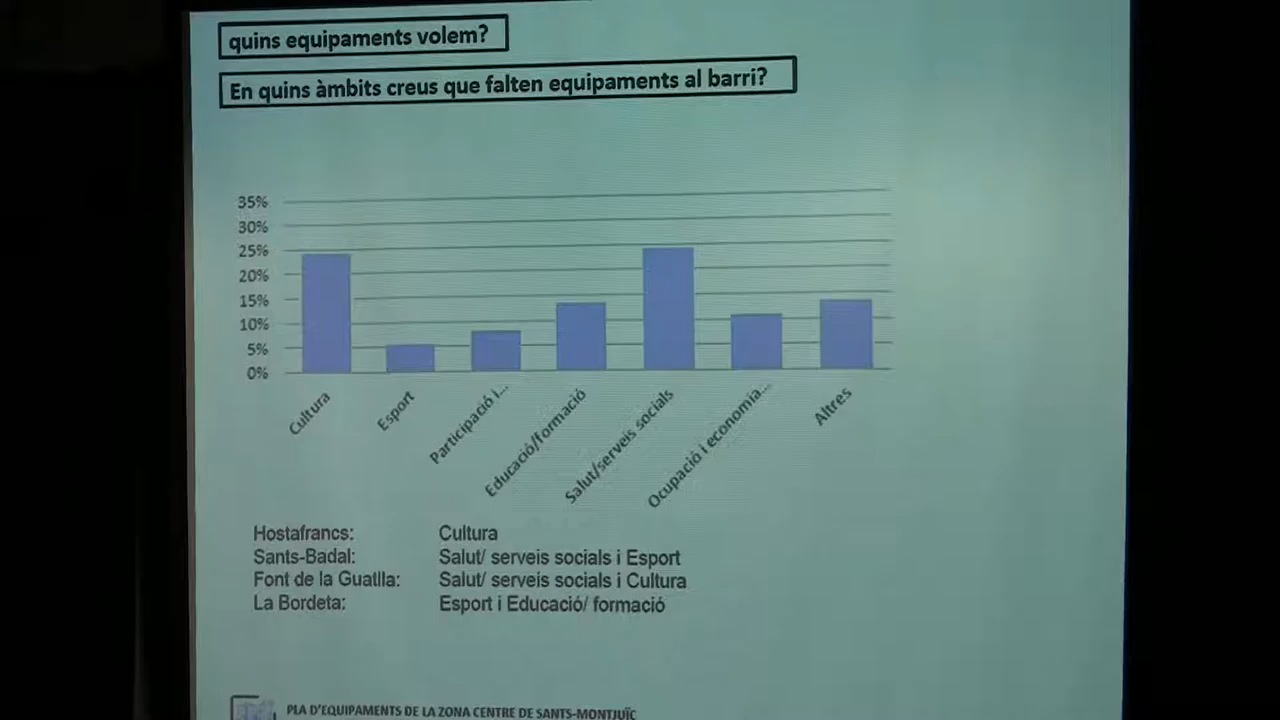 quins equipaments volem?
En quins àmbits creus que falten equipaments al barri?
35%
30%
25%
20%
15%
10%
5%
0%
Cultura
Esport
Participació i...
Educació/formació
Salut/serveis socials
Ocupació i economia...
Altres
Hostafrancs: Cultura
Sants-Badal: Salut/ serveis socials i Esport
Font de la Guatlla: Salut/ serveis socials i Cultura
La Bordeta: Esport i Educació/ formació
PLA D'EQUIPAMENTS DE LA ZONA CENTRE DE SANTS-MONTJUÏC